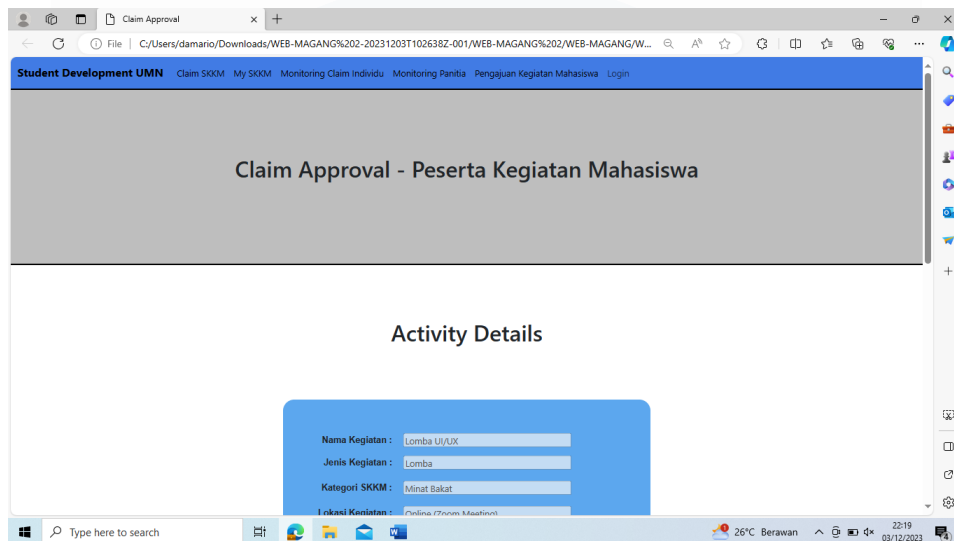 Claim Approval
File C:/Users/damario/Downloads/WEB-MAGANG%202-20231203T102638Z-001/WEB-MAGANG%202/WEB-MAGANG/W...
Student Development UMN Claim SKKM My SKKM Monitoring Claim Individu Monitoring Panitia Pengajuan Kegiatan Mahasiswa Login
Claim Approval - Peserta Kegiatan Mahasiswa
Activity Details
Nama Kegiatan : Lomba UI/UX
Jenis Kegiatan : Lomba
Kategori SKKM : Minat Bakat
Lokasi Kegiatan : Online (Zoom Meeting)
Type here to search
26°C Berawan
22:19
03/12/2023